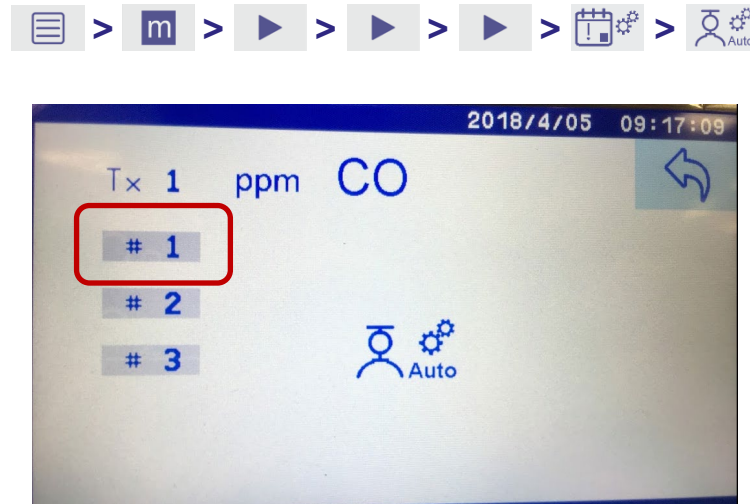 > m > > > > > Auto
2018/4/05 09:17:09
Tx 1 ppm CO
# 1
# 2
# 3
Auto